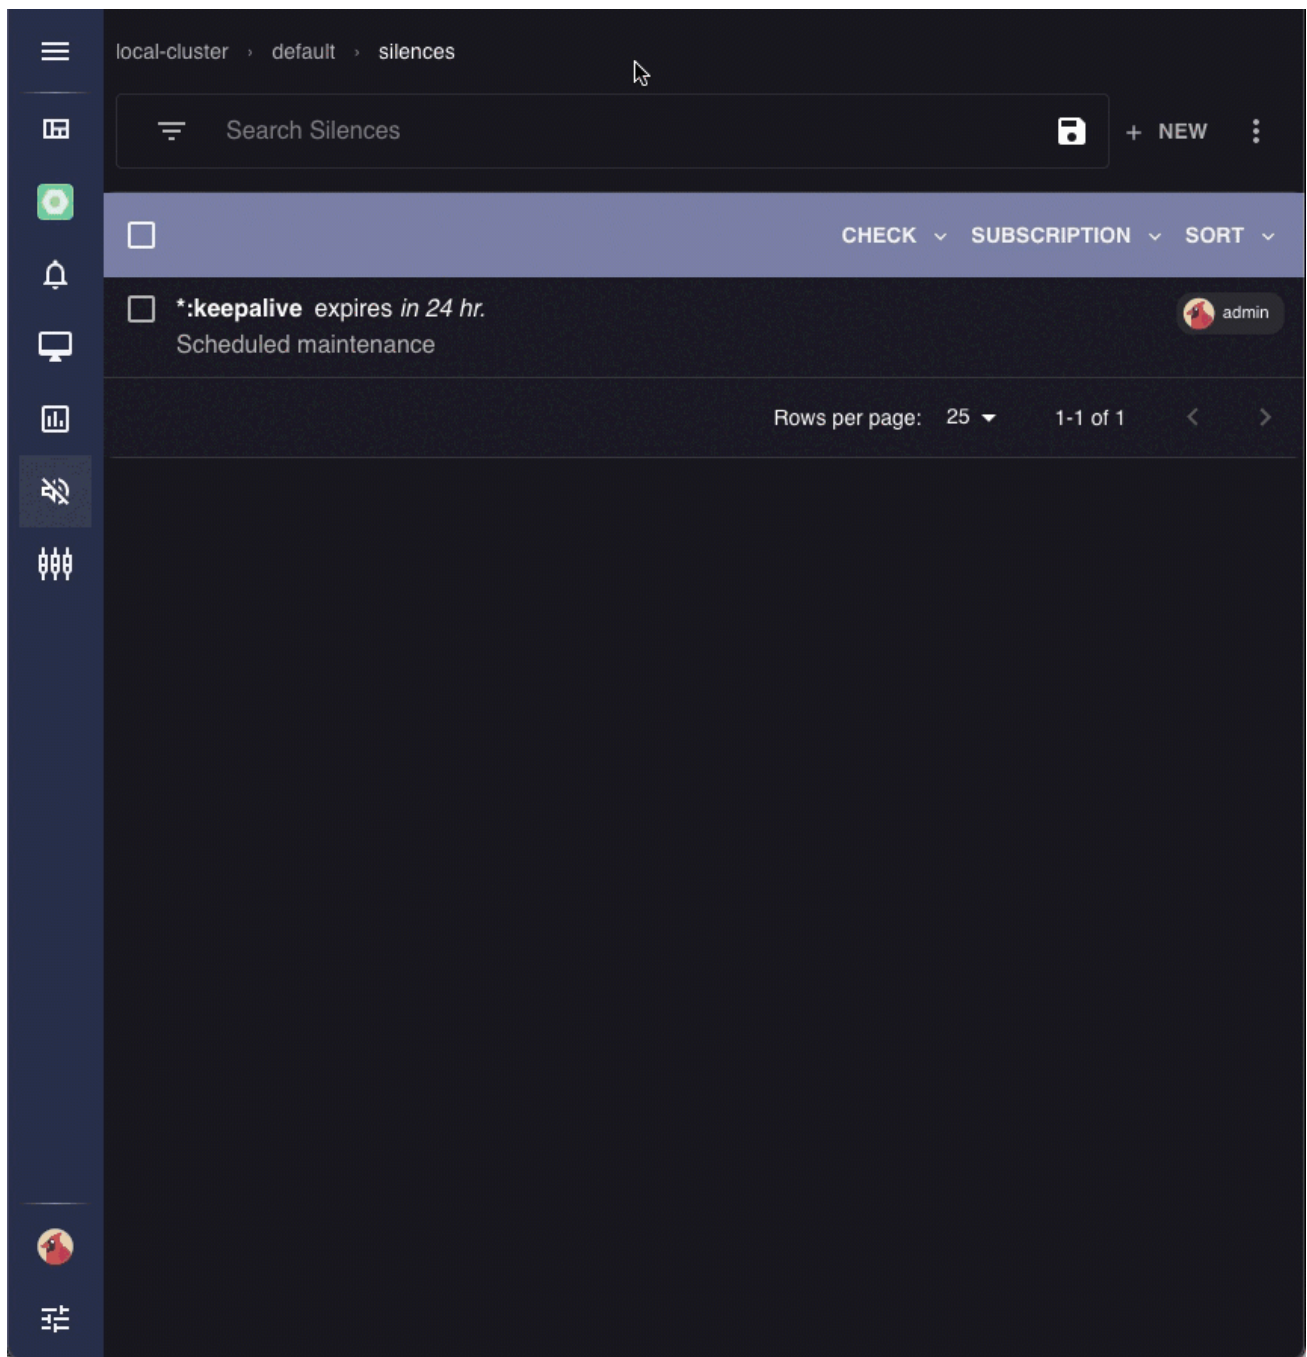 local-cluster › default › silences
Search Silences
+ NEW
CHECK SUBSCRIPTION SORT
*:keepalive expires in 24 hr.
admin
Scheduled maintenance
Rows per page: 25 1-1 of 1